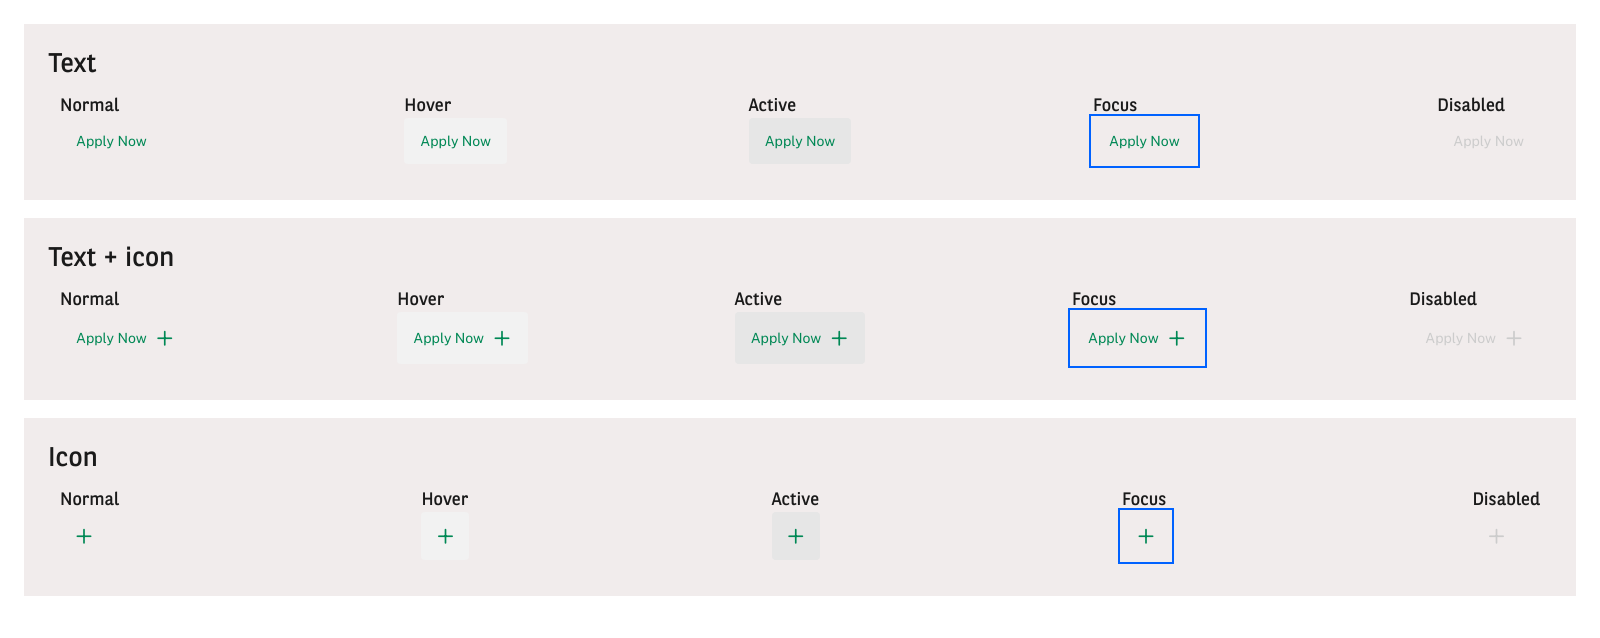 Text
Normal Hover Active Focus Disabled
Apply Now Apply Now Apply Now Apply Now Apply Now
Text + icon
Normal Hover Active Focus Disabled
Apply Now + Apply Now + Apply Now + Apply Now + Apply Now +
Icon
Normal Hover Active Focus Disabled
+ + + + +